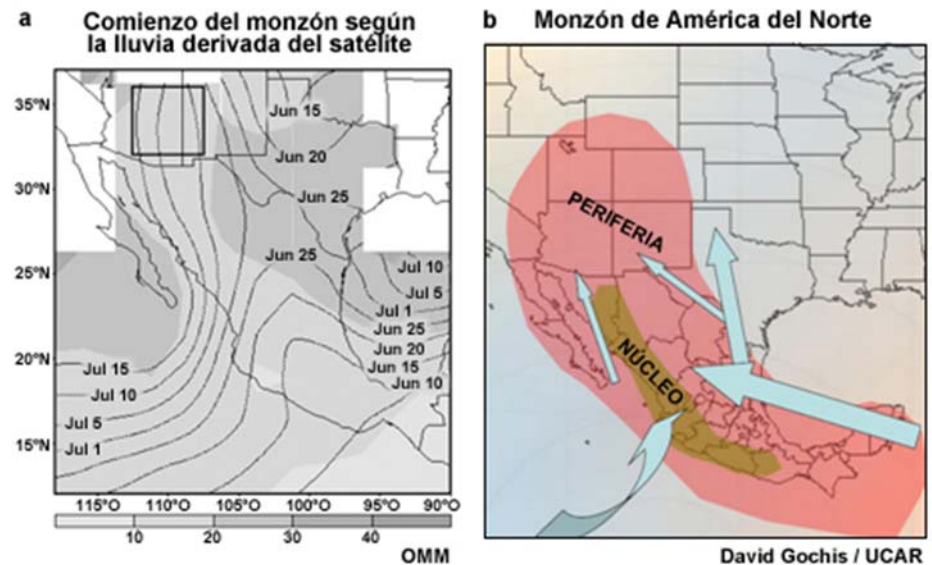 a
Comienzo del monzón según
la lluvia derivada del satélite
35°N
30°N
25°N
20°N
15°N
Jun 15
Jun 20
Jun 25
Jun 25
Jul 10
Jul 5
Jul 1
Jun 25
Jun 20
Jun 15
Jun 10
Jul 15
Jul 10
Jul 5
Jul 1
115°O 110°O 105°O 100°O 95°O 90°O
10 20 30 40
OMM
b
Monzón de América del Norte
PERIFERIA
NÚCLEO
David Gochis / UCAR